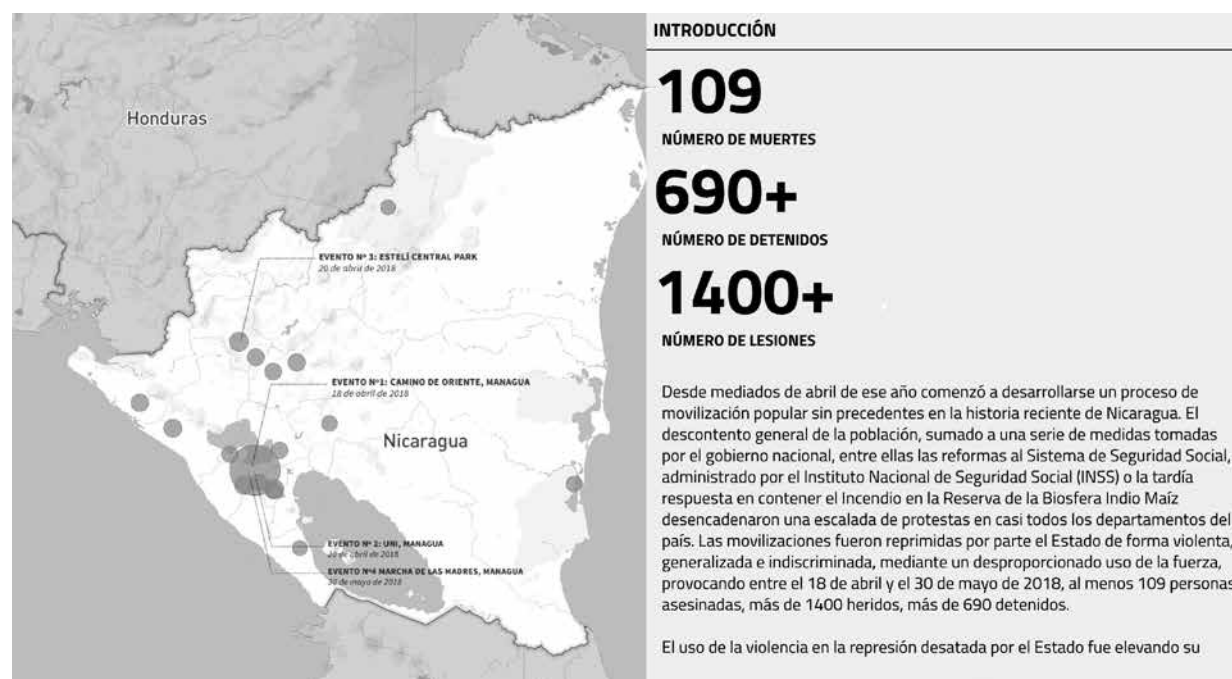 Honduras
EVENTO Nº 3: ESTELÍ CENTRAL PARK
20 de abril de 2018
EVENTO Nº1: CAMINO DE ORIENTE, MANAGUA
18 de abril de 2018
Nicaragua
EVENTO Nº 2: UNI, MANAGUA
20 de abril de 2018
EVENTO Nº4 MARCHA DE LAS MADRES, MANAGUA
30 de mayo de 2018
INTRODUCCIÓN
109
NÚMERO DE MUERTES
690+
NÚMERO DE DETENIDOS
1400+
NÚMERO DE LESIONES
Desde mediados de abril de ese año comenzó a desarrollarse un proceso de
movilización popular sin precedentes en la historia reciente de Nicaragua. El
descontento general de la población, sumado a una serie de medidas tomadas
por el gobierno nacional, entre ellas las reformas al Sistema de Seguridad Social,
administrado por el Instituto Nacional de Seguridad Social (INSS) o la tardía
respuesta en contener el Incendio en la Reserva de la Biosfera Indio Maíz
desencadenaron una escalada de protestas en casi todos los departamentos del
país. Las movilizaciones fueron reprimidas por parte el Estado de forma violenta,
generalizada e indiscriminada, mediante un desproporcionado uso de la fuerza,
provocando entre el 18 de abril y el 30 de mayo de 2018, al menos 109 personas
asesinadas, más de 1400 heridos, más de 690 detenidos.
El uso de la violencia en la represión desatada por el Estado fue elevando su